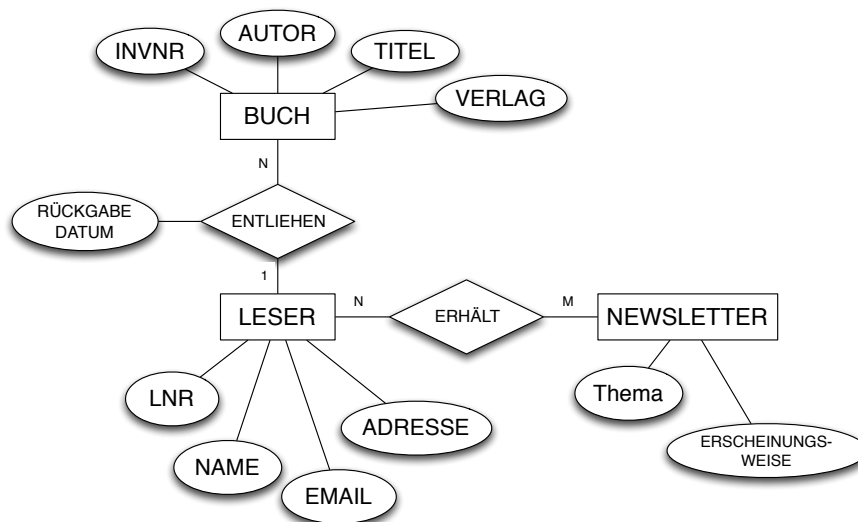 AUTOR
INVNR
TITEL
VERLAG
BUCH
N
RÜCKGABE
DATUM
ENTLIEHEN
1
LESER
N
ERHÄLT
M
NEWSLETTER
LNR
Thema
ADRESSE
NAME
EMAIL
ERSCHEINUNGS-
WEISE